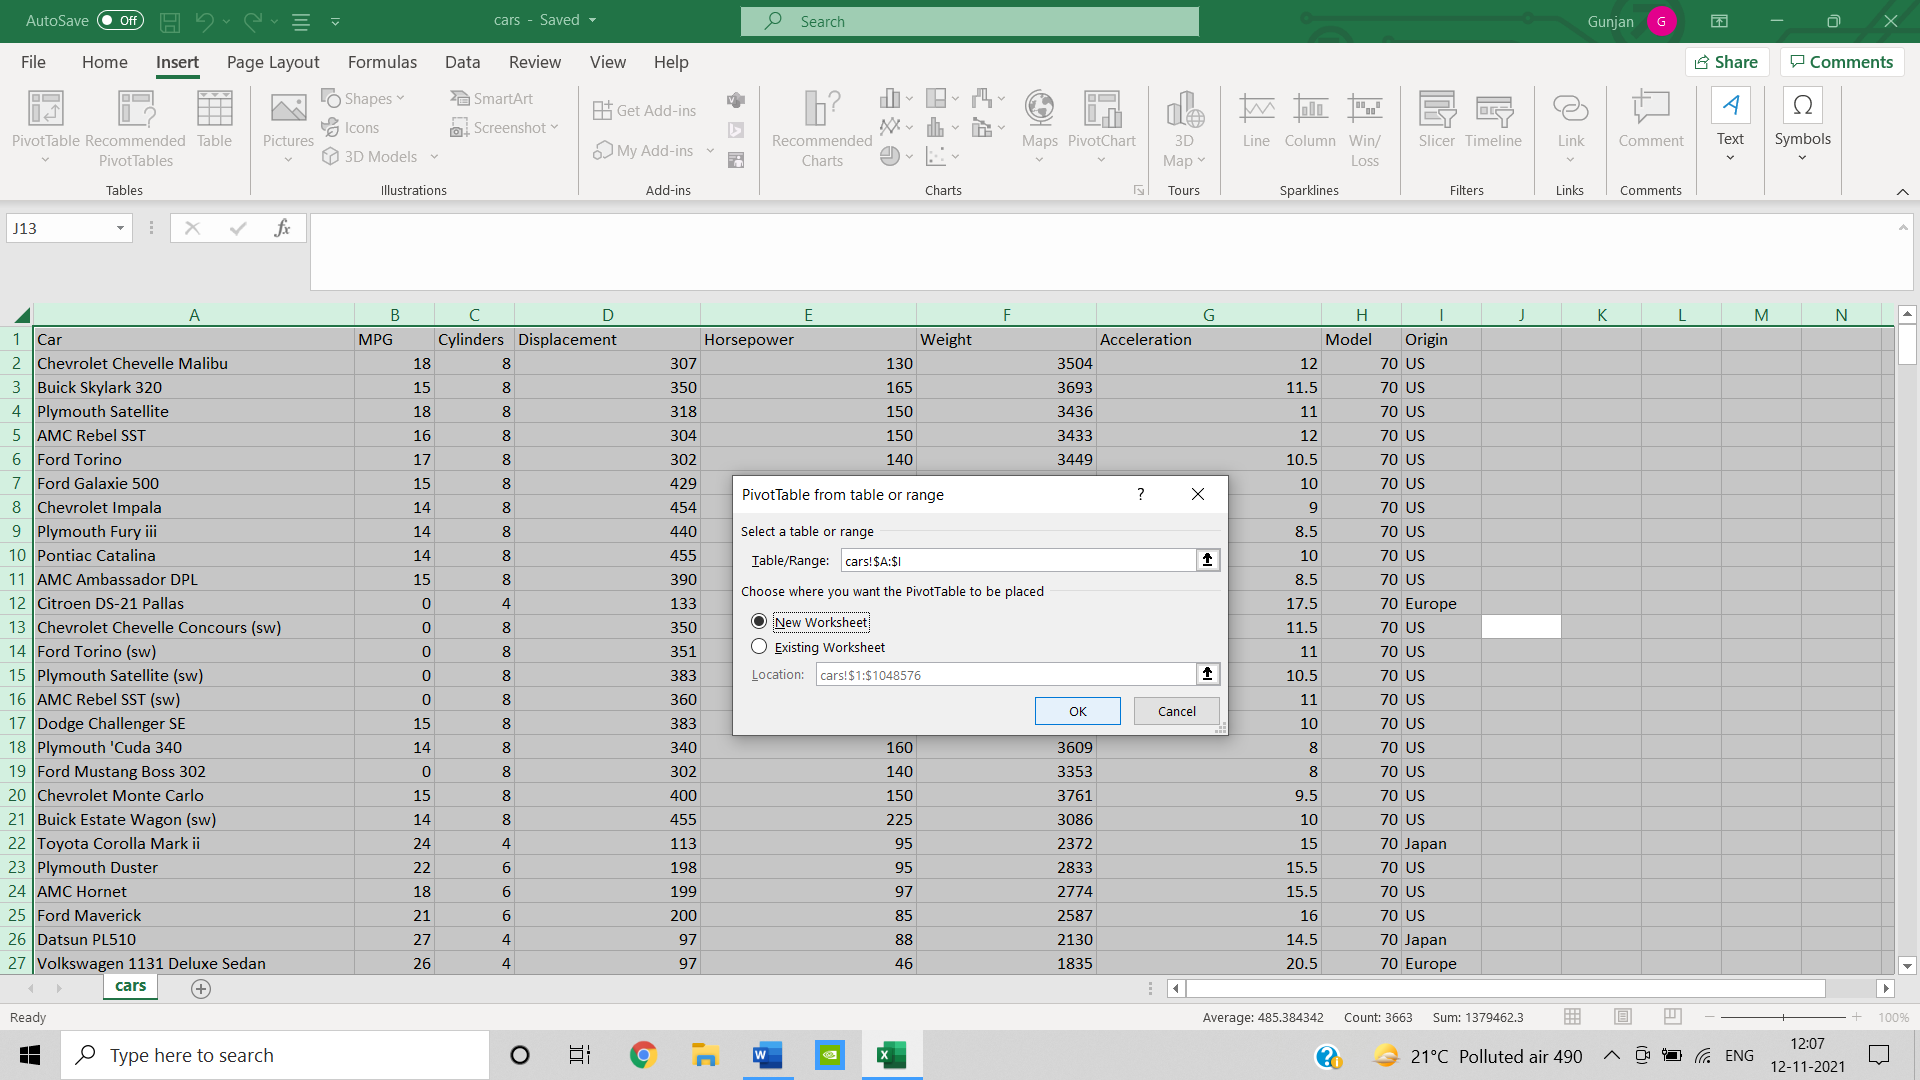 AutoSave Off cars - Saved Search Gunjan G
File Home Insert Page Layout Formulas Data Review View Help Share Comments
PivotTable Recommended PivotTables Table
Tables
Pictures Shapes Icons 3D Models SmartArt Screenshot
Illustrations
Get Add-ins My Add-ins
Add-ins
Recommended Charts Maps PivotChart
Charts
3D Map
Tours
Line Column Win/ Loss
Sparklines
Slicer Timeline
Filters
Link
Links
Comment
Comments
Text
Symbols
J13 fx
A B C D E F G H I J K L M N
1 Car MPG Cylinders Displacement Horsepower Weight Acceleration Model Origin
2 Chevrolet Chevelle Malibu 18 8 307 130 3504 12 70 US
3 Buick Skylark 320 15 8 350 165 3693 11.5 70 US
4 Plymouth Satellite 18 8 318 150 3436 11 70 US
5 AMC Rebel SST 16 8 304 150 3433 12 70 US
6 Ford Torino 17 8 302 140 3449 10.5 70 US
7 Ford Galaxie 500 15 8 429 10 70 US
8 Chevrolet Impala 14 8 454 9 70 US
9 Plymouth Fury iii 14 8 440 8.5 70 US
10 Pontiac Catalina 14 8 455 10 70 US
11 AMC Ambassador DPL 15 8 390 8.5 70 US
12 Citroen DS-21 Pallas 0 4 133 17.5 70 Europe
13 Chevrolet Chevelle Concours (sw) 0 8 350 11.5 70 US
14 Ford Torino (sw) 0 8 351 11 70 US
15 Plymouth Satellite (sw) 0 8 383 10.5 70 US
16 AMC Rebel SST (sw) 0 8 360 11 70 US
17 Dodge Challenger SE 15 8 383 10 70 US
18 Plymouth 'Cuda 340 14 8 340 160 3609 8 70 US
19 Ford Mustang Boss 302 0 8 302 140 3353 8 70 US
20 Chevrolet Monte Carlo 15 8 400 150 3761 9.5 70 US
21 Buick Estate Wagon (sw) 14 8 455 225 3086 10 70 US
22 Toyota Corolla Mark ii 24 4 113 95 2372 15 70 Japan
23 Plymouth Duster 22 6 198 95 2833 15.5 70 US
24 AMC Hornet 18 6 199 97 2774 15.5 70 US
25 Ford Maverick 21 6 200 85 2587 16 70 US
26 Datsun PL510 27 4 97 88 2130 14.5 70 Japan
27 Volkswagen 1131 Deluxe Sedan 26 4 97 46 1835 20.5 70 Europe
PivotTable from table or range ?
Select a table or range
Table/Range: cars!$A:$I
Choose where you want the PivotTable to be placed
New Worksheet
Existing Worksheet
Location: cars!$1:$1048576
OK Cancel
cars
Ready Average: 485.384342 Count: 3663 Sum: 1379462.3 100%
Type here to search 21°C Polluted air 490 ENG 12:07
12-11-2021